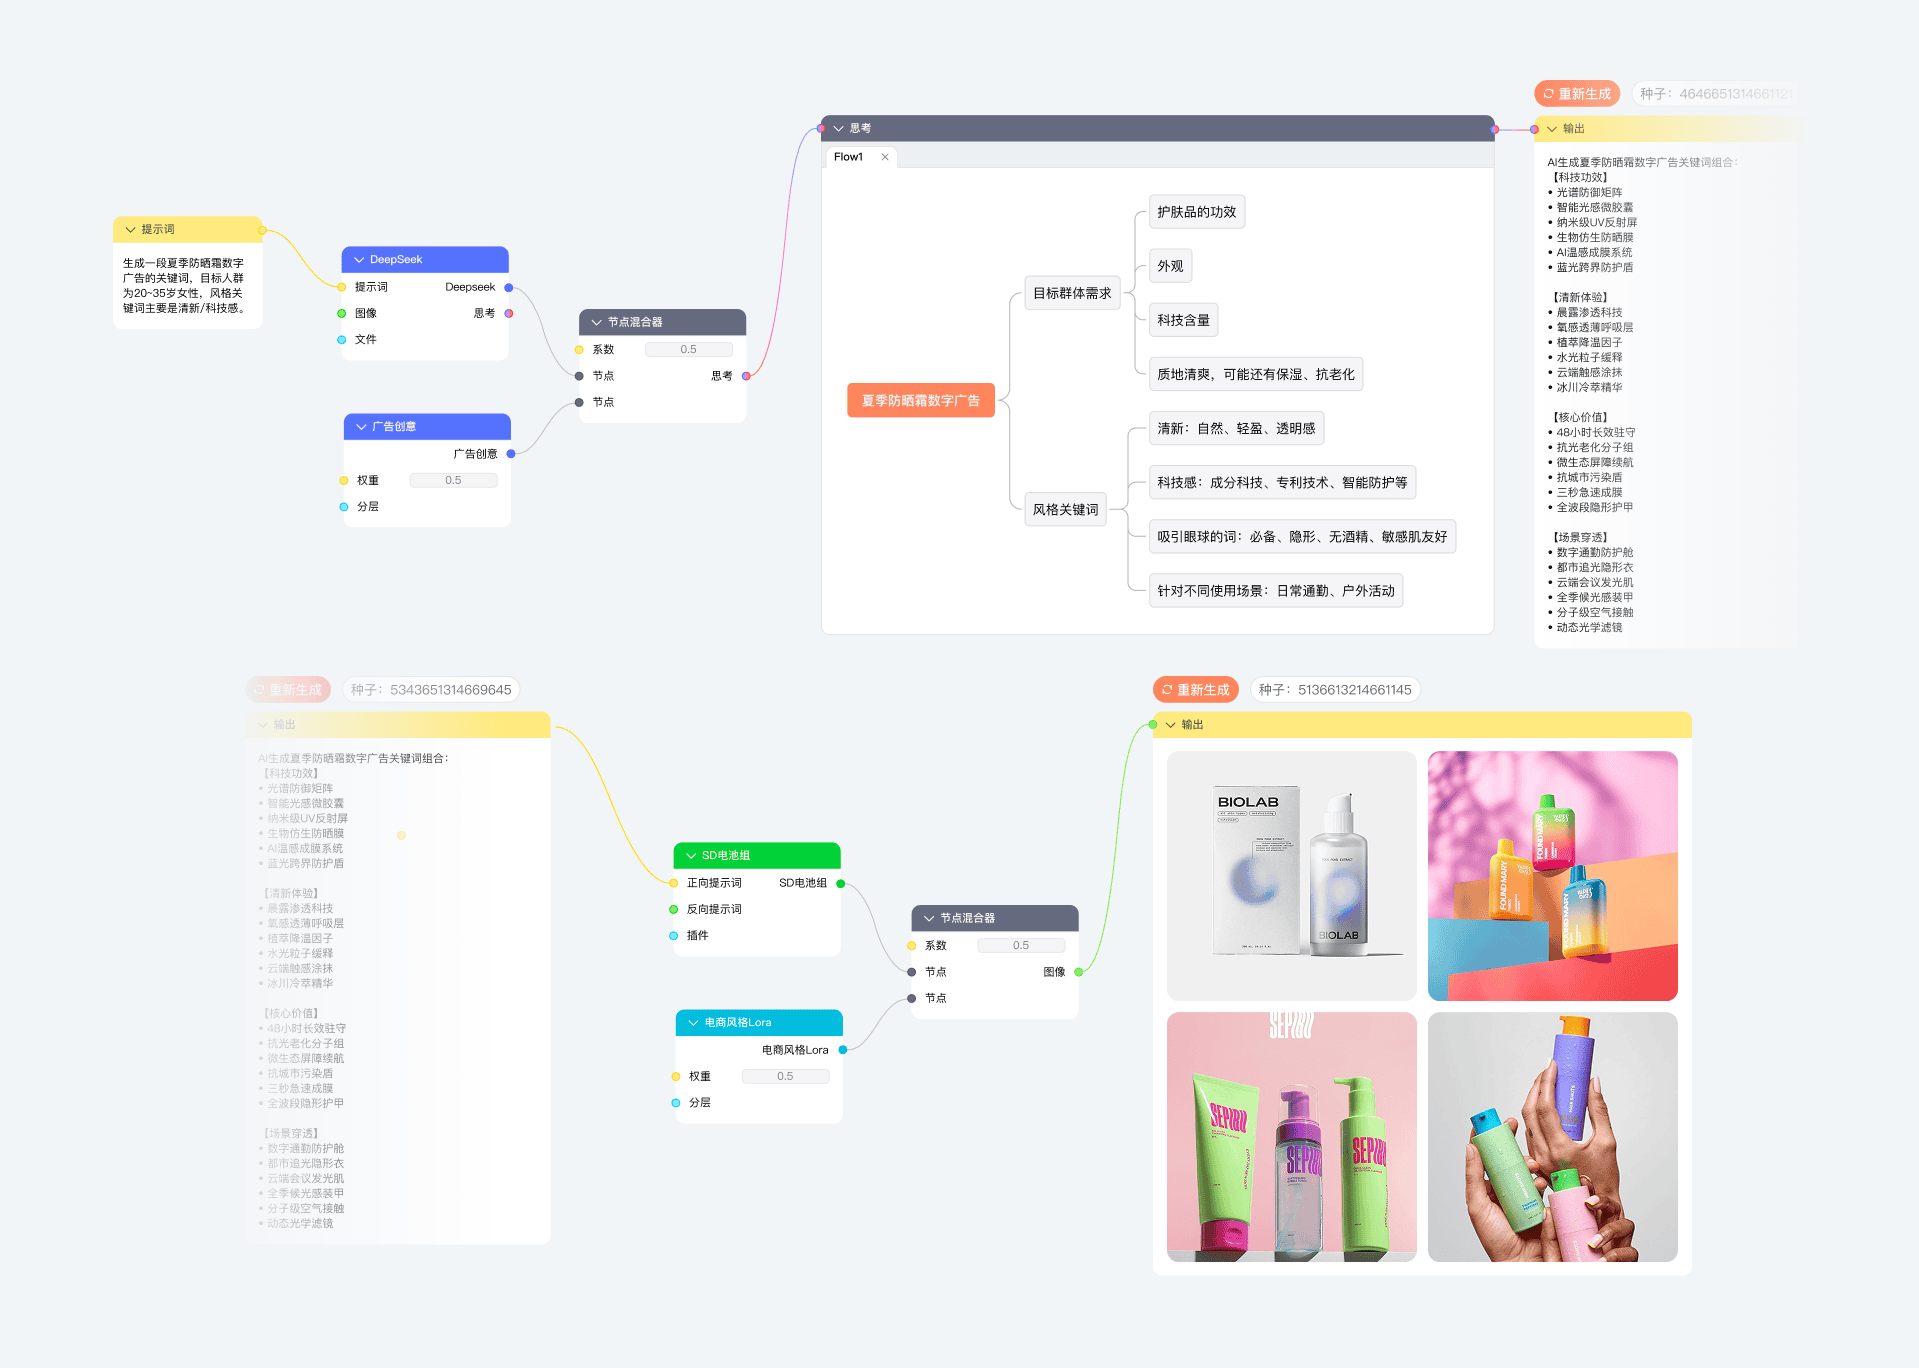 提示词
生成一段夏季防晒霜数字
广告的关键词，目标人群
为20~35岁女性，风格关
键词主要是清新/科技感。
DeepSeek
提示词 Deepseek
图像 思考
文件
广告创意
广告创意
权重 0.5
分层
节点混合器
系数 0.5
节点 思考
节点
思考
Flow1
夏季防晒霜数字广告
目标群体需求
护肤品的功效
外观
科技含量
质地清爽，可能还有保湿、抗老化
风格关键词
清新：自然、轻盈、透明感
科技感：成分科技、专利技术、智能防护等
吸引眼球的词：必备、隐形、无酒精、敏感肌友好
针对不同使用场景：日常通勤、户外活动
重新生成 种子：4646651314661121
输出
AI生成夏季防晒霜数字广告关键词组合：
【科技功效】
• 光谱防御矩阵
• 智能光感微胶囊
• 纳米级UV反射屏
• 生物仿生防晒膜
• AI温感成膜系统
• 蓝光跨界防护盾
【清新体验】
• 晨露渗透科技
• 氧感透薄呼吸层
• 植萃降温因子
• 水光粒子缓释
• 云端触感涂抹
• 冰川冷萃精华
【核心价值】
• 48小时长效驻守
• 抗光老化分子组
• 微生态屏障续航
• 抗城市污染盾
• 三秒急速成膜
• 全波段隐形护甲
【场景穿透】
• 数字通勤防护舱
• 都市追光隐形衣
• 云端会议发光肌
• 全季候光感装甲
• 分子级空气接触
• 动态光学滤镜
重新生成 种子：5343651314669645
输出
AI生成夏季防晒霜数字广告关键词组合：
【科技功效】
• 光谱防御矩阵
• 智能光感微胶囊
• 纳米级UV反射屏
• 生物仿生防晒膜
• AI温感成膜系统
• 蓝光跨界防护盾
【清新体验】
• 晨露渗透科技
• 氧感透薄呼吸层
• 植萃降温因子
• 水光粒子缓释
• 云端触感涂抹
• 冰川冷萃精华
【核心价值】
• 48小时长效驻守
• 抗光老化分子组
• 微生态屏障续航
• 抗城市污染盾
• 三秒急速成膜
• 全波段隐形护甲
【场景穿透】
• 数字通勤防护舱
• 都市追光隐形衣
• 云端会议发光肌
• 全季候光感装甲
• 分子级空气接触
• 动态光学滤镜
SD电池组
正向提示词 SD电池组
反向提示词
插件
电商风格Lora
电商风格Lora
权重 0.5
分层
节点混合器
系数 0.5
节点 图像
节点
重新生成 种子：5136613214661145
输出
BIOLAB
BIOLAB
FOUND MARY
FOUND MARY
FOUND MARY
SEPIBU
SEPIBU
SEPIBU
SEPIBU